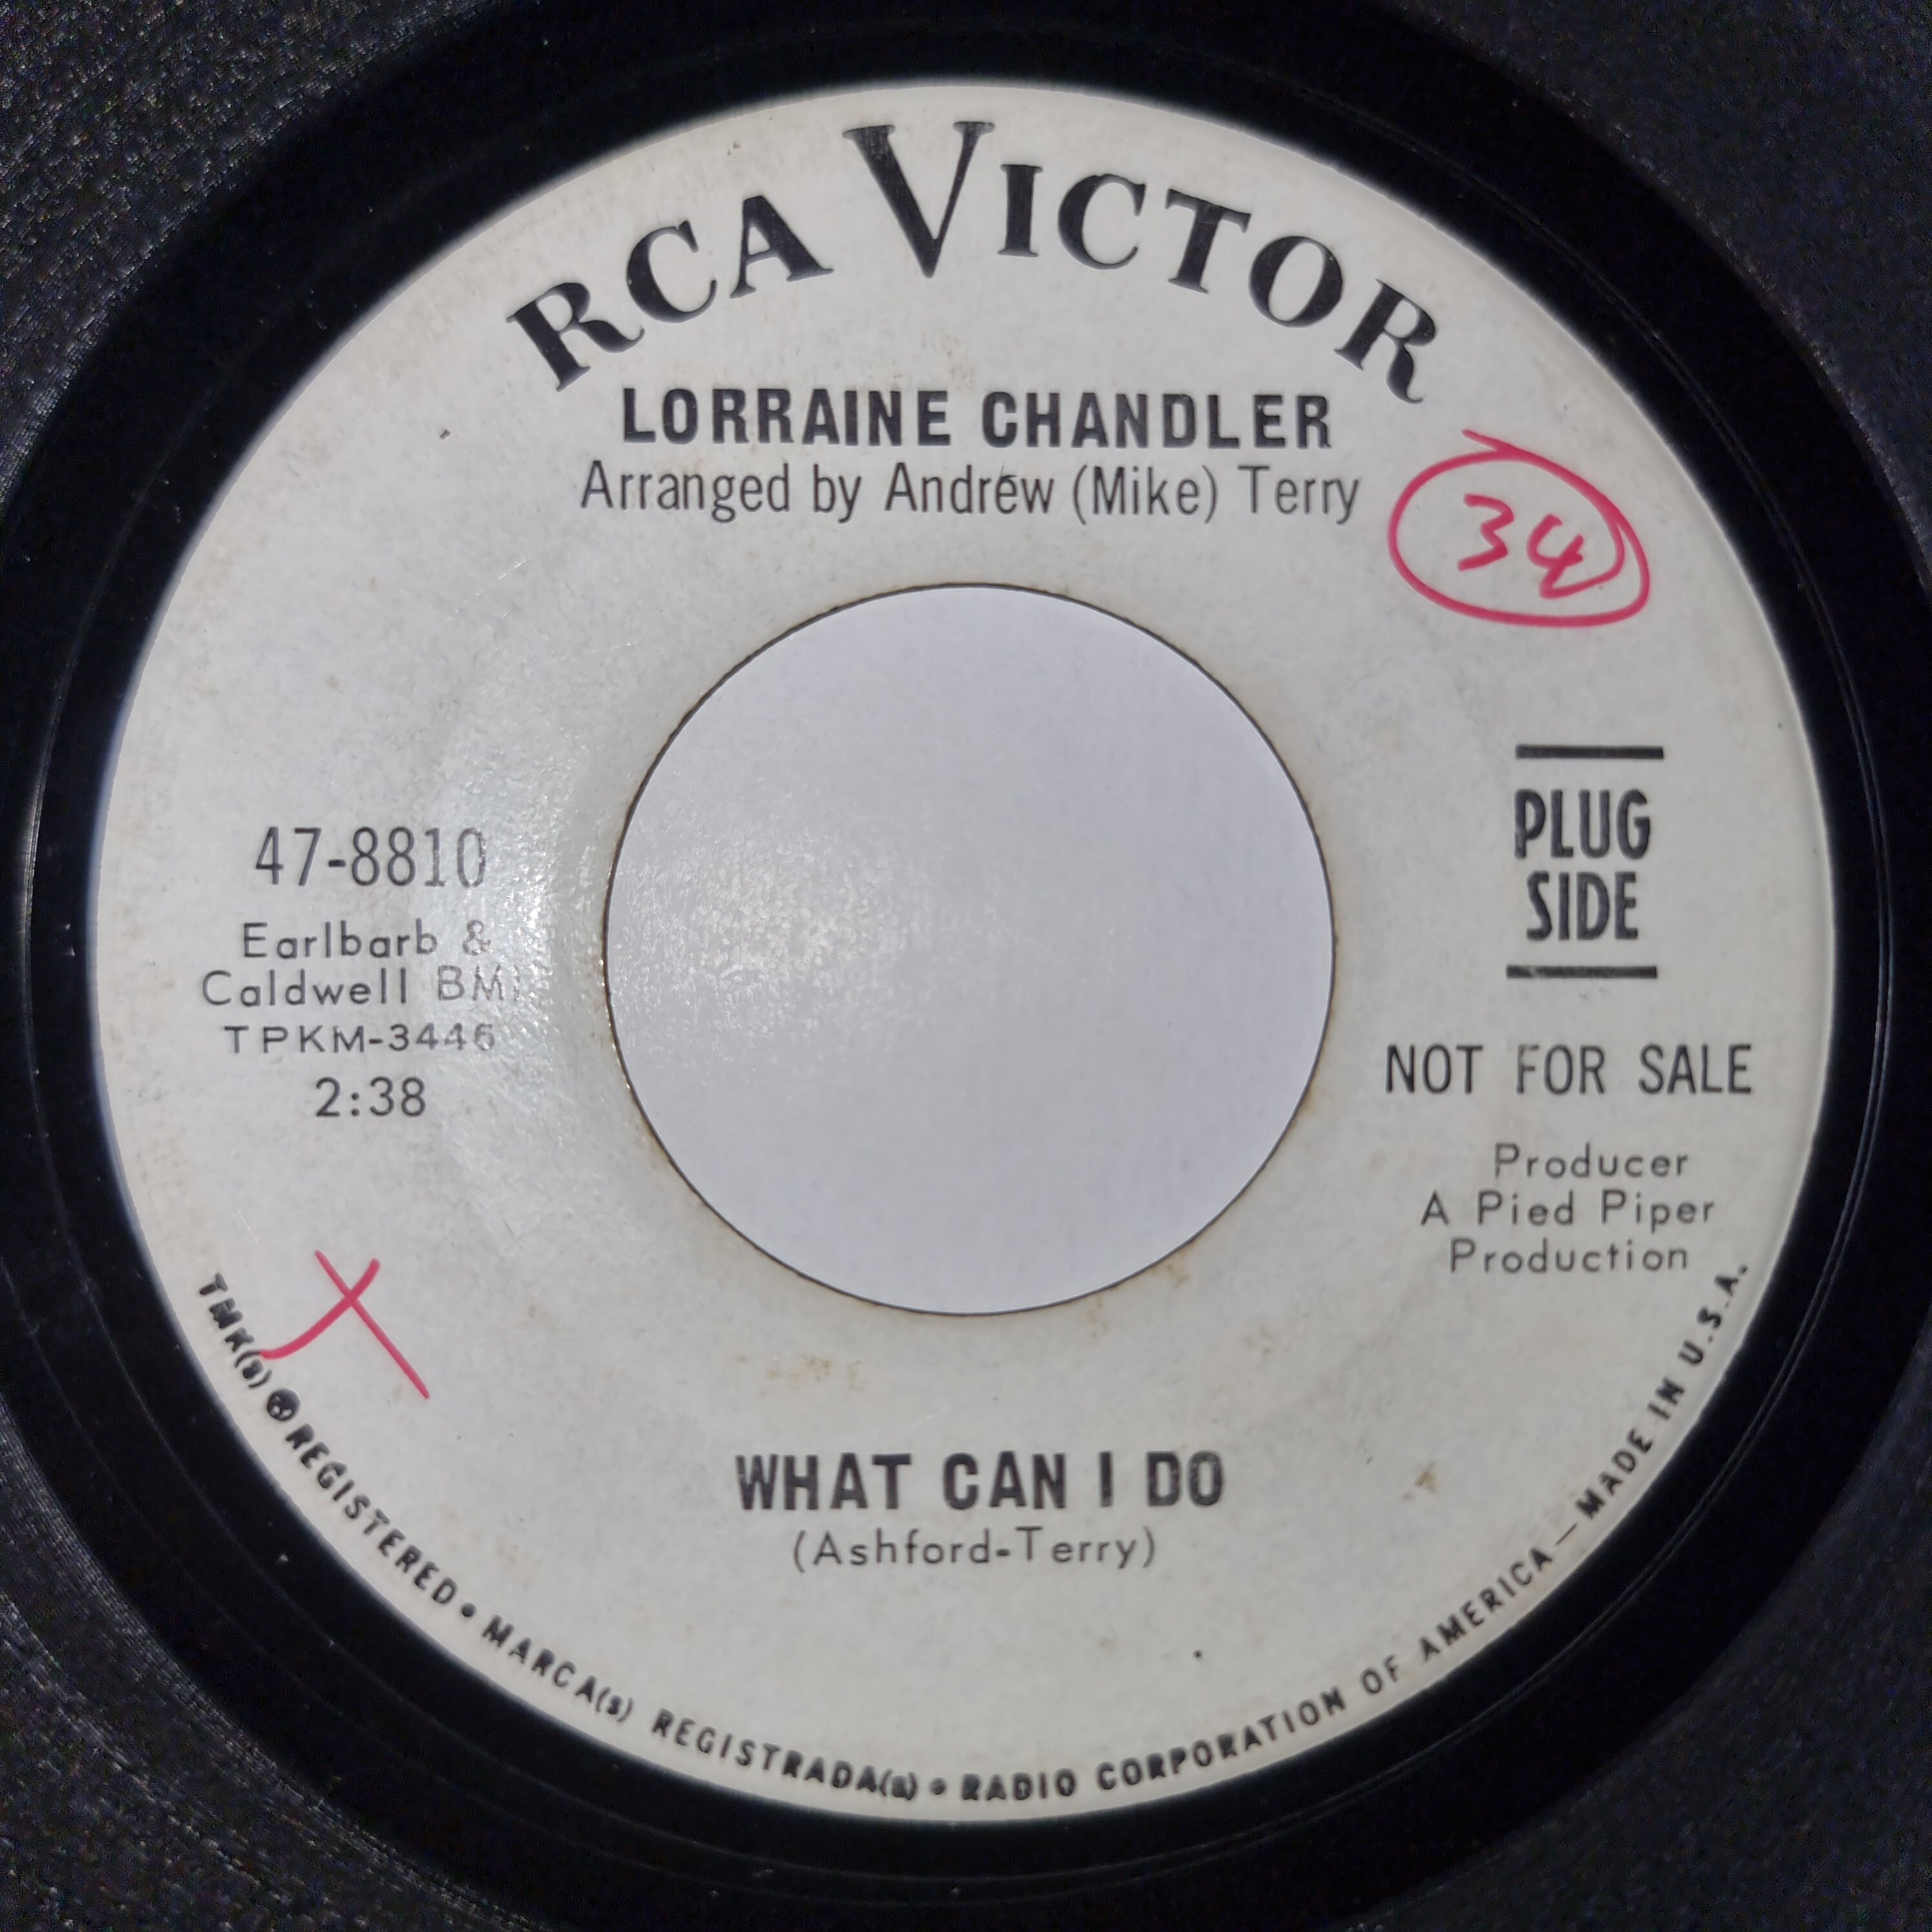 RCA VICTOR
LORRAINE CHANDLER
Arranged by Andrew (Mike) Terry
34
47-8810
Earlbarb &
Caldwell BMI
TPKM-3446
2:38
PLUG
SIDE
NOT FOR SALE
Producer
A Pied Piper
Production
X
WHAT CAN I DO
(Ashford-Terry)
TMK(s) ® REGISTERED • MARCA(s) REGISTRADA(s) • RADIO CORPORATION OF AMERICA — MADE IN U.S.A.